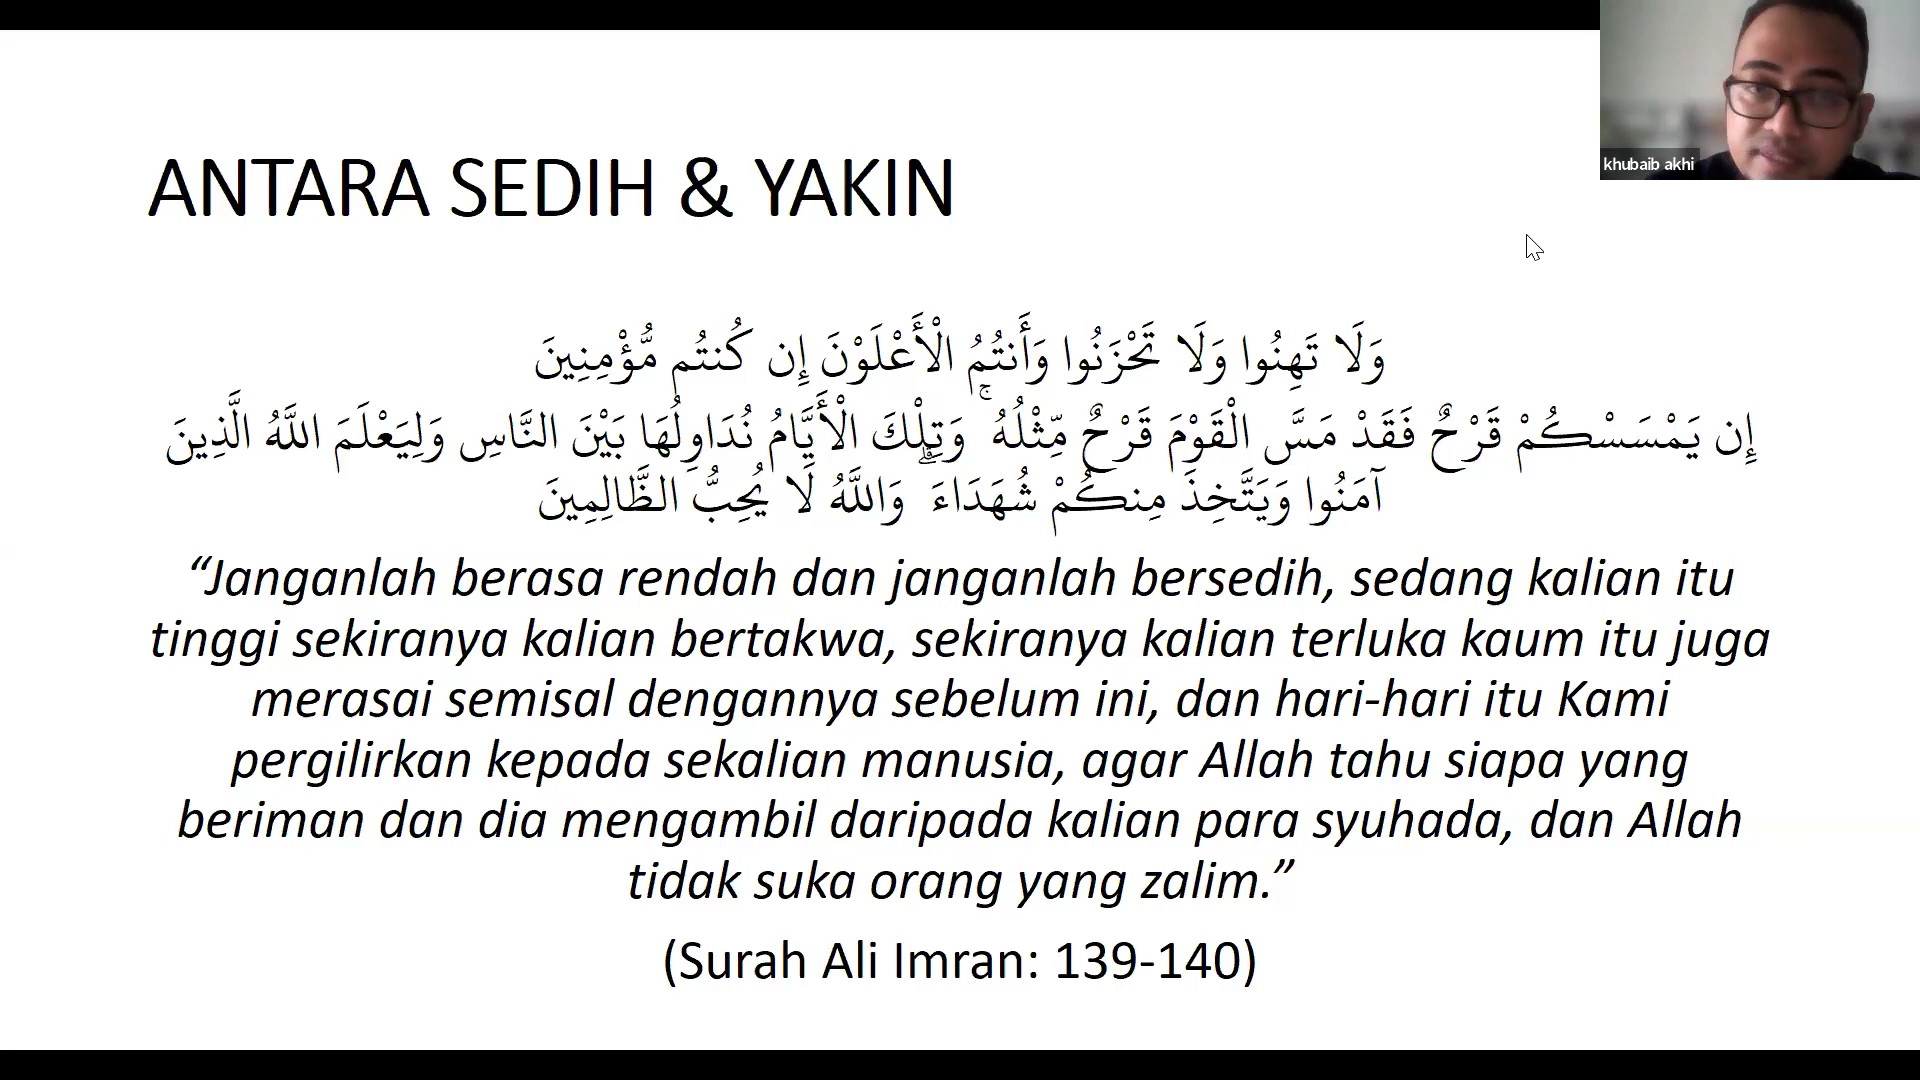 khubaib akhi
ANTARA SEDIH & YAKIN
وَلَا تَهِنُوا وَلَا تَحْزَنُوا وَأَنتُمُ الْأَعْلَوْنَ إِن كُنتُم مُّؤْمِنِينَ
إِن يَمْسَسْكُمْ قَرْحٌ فَقَدْ مَسَّ الْقَوْمَ قَرْحٌ مِّثْلُهُ ۚ وَتِلْكَ الْأَيَّامُ نُدَاوِلُهَا بَيْنَ النَّاسِ وَلِيَعْلَمَ اللَّهُ الَّذِينَ
آمَنُوا وَيَتَّخِذَ مِنكُمْ شُهَدَاءَ ۗ وَاللَّهُ لَا يُحِبُّ الظَّالِمِينَ
“Janganlah berasa rendah dan janganlah bersedih, sedang kalian itu
tinggi sekiranya kalian bertakwa, sekiranya kalian terluka kaum itu juga
merasai semisal dengannya sebelum ini, dan hari-hari itu Kami
pergilirkan kepada sekalian manusia, agar Allah tahu siapa yang
beriman dan dia mengambil daripada kalian para syuhada, dan Allah
tidak suka orang yang zalim.”
(Surah Ali Imran: 139-140)